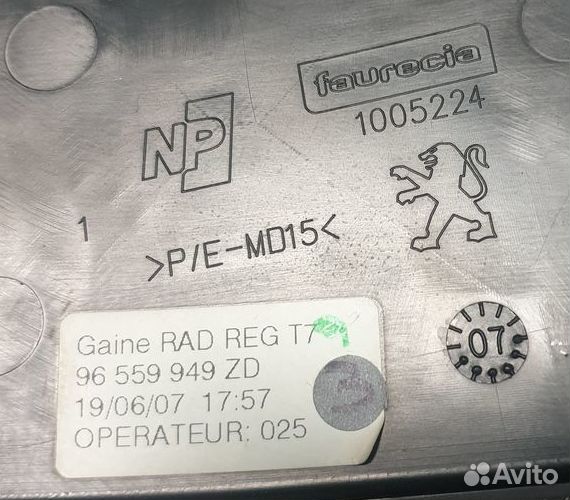 faurecia
1005224
NP
1
>P/E-MD15<
Gaine RAD REG T7
96 559 949 ZD
19/06/07 17:57
OPERATEUR: 025
3
07
Avito